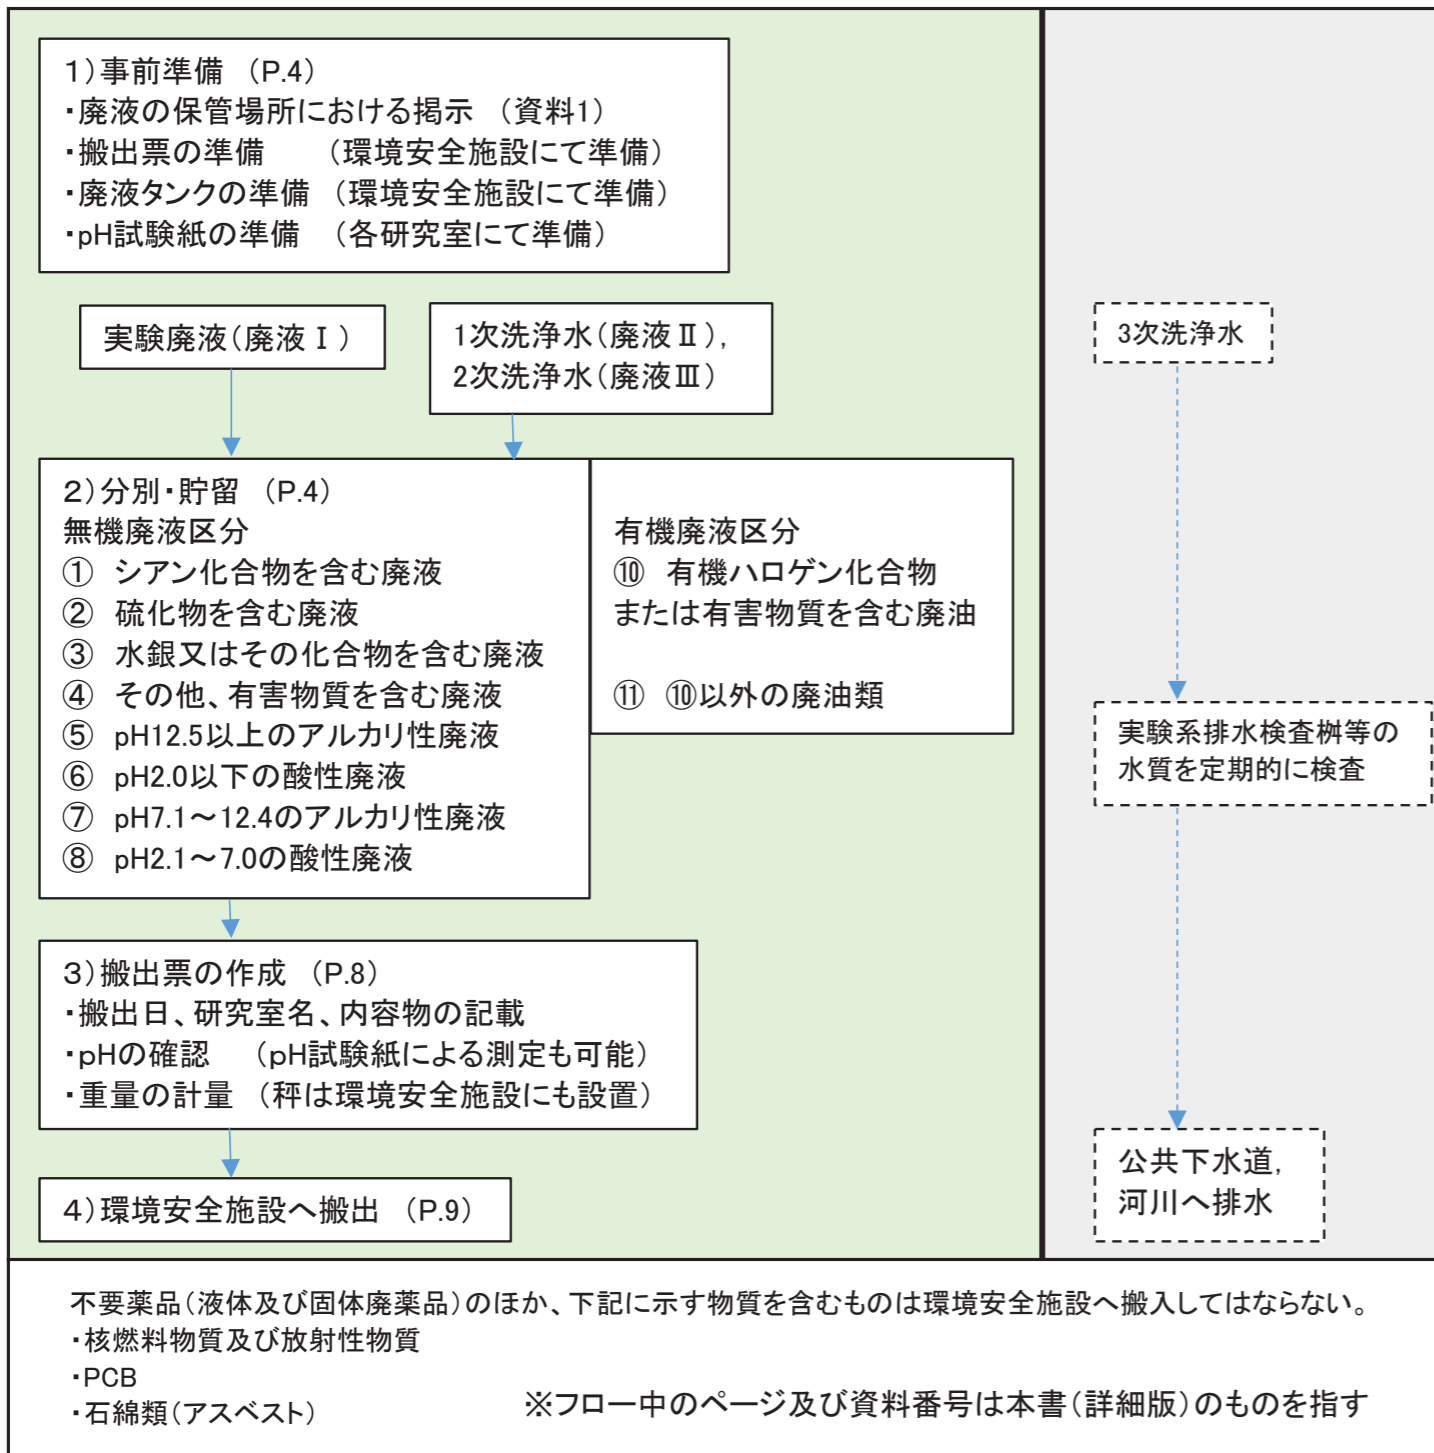 1）事前準備　（P.4）
・廃液の保管場所における掲示　（資料1）
・搬出票の準備　　（環境安全施設にて準備）
・廃液タンクの準備　（環境安全施設にて準備）
・pH試験紙の準備　（各研究室にて準備）
実験廃液（廃液Ⅰ）
1次洗浄水（廃液Ⅱ），
2次洗浄水（廃液Ⅲ）
2）分別・貯留　（P.4）
無機廃液区分
①　シアン化合物を含む廃液
②　硫化物を含む廃液
③　水銀又はその化合物を含む廃液
④　その他、有害物質を含む廃液
⑤　pH12.5以上のアルカリ性廃液
⑥　pH2.0以下の酸性廃液
⑦　pH7.1～12.4のアルカリ性廃液
⑧　pH2.1～7.0の酸性廃液
有機廃液区分
⑩　有機ハロゲン化合物
または有害物質を含む廃油
⑪　⑩以外の廃油類
3）搬出票の作成　（P.8）
・搬出日、研究室名、内容物の記載
・pHの確認　（pH試験紙による測定も可能）
・重量の計量　（秤は環境安全施設にも設置）
4）環境安全施設へ搬出　（P.9）
3次洗浄水
実験系排水検査桝等の
水質を定期的に検査
公共下水道，
河川へ排水
不要薬品（液体及び固体廃薬品）のほか、下記に示す物質を含むものは環境安全施設へ搬入してはならない。
・核燃料物質及び放射性物質
・PCB
・石綿類（アスベスト）
※フロー中のページ及び資料番号は本書（詳細版）のものを指す